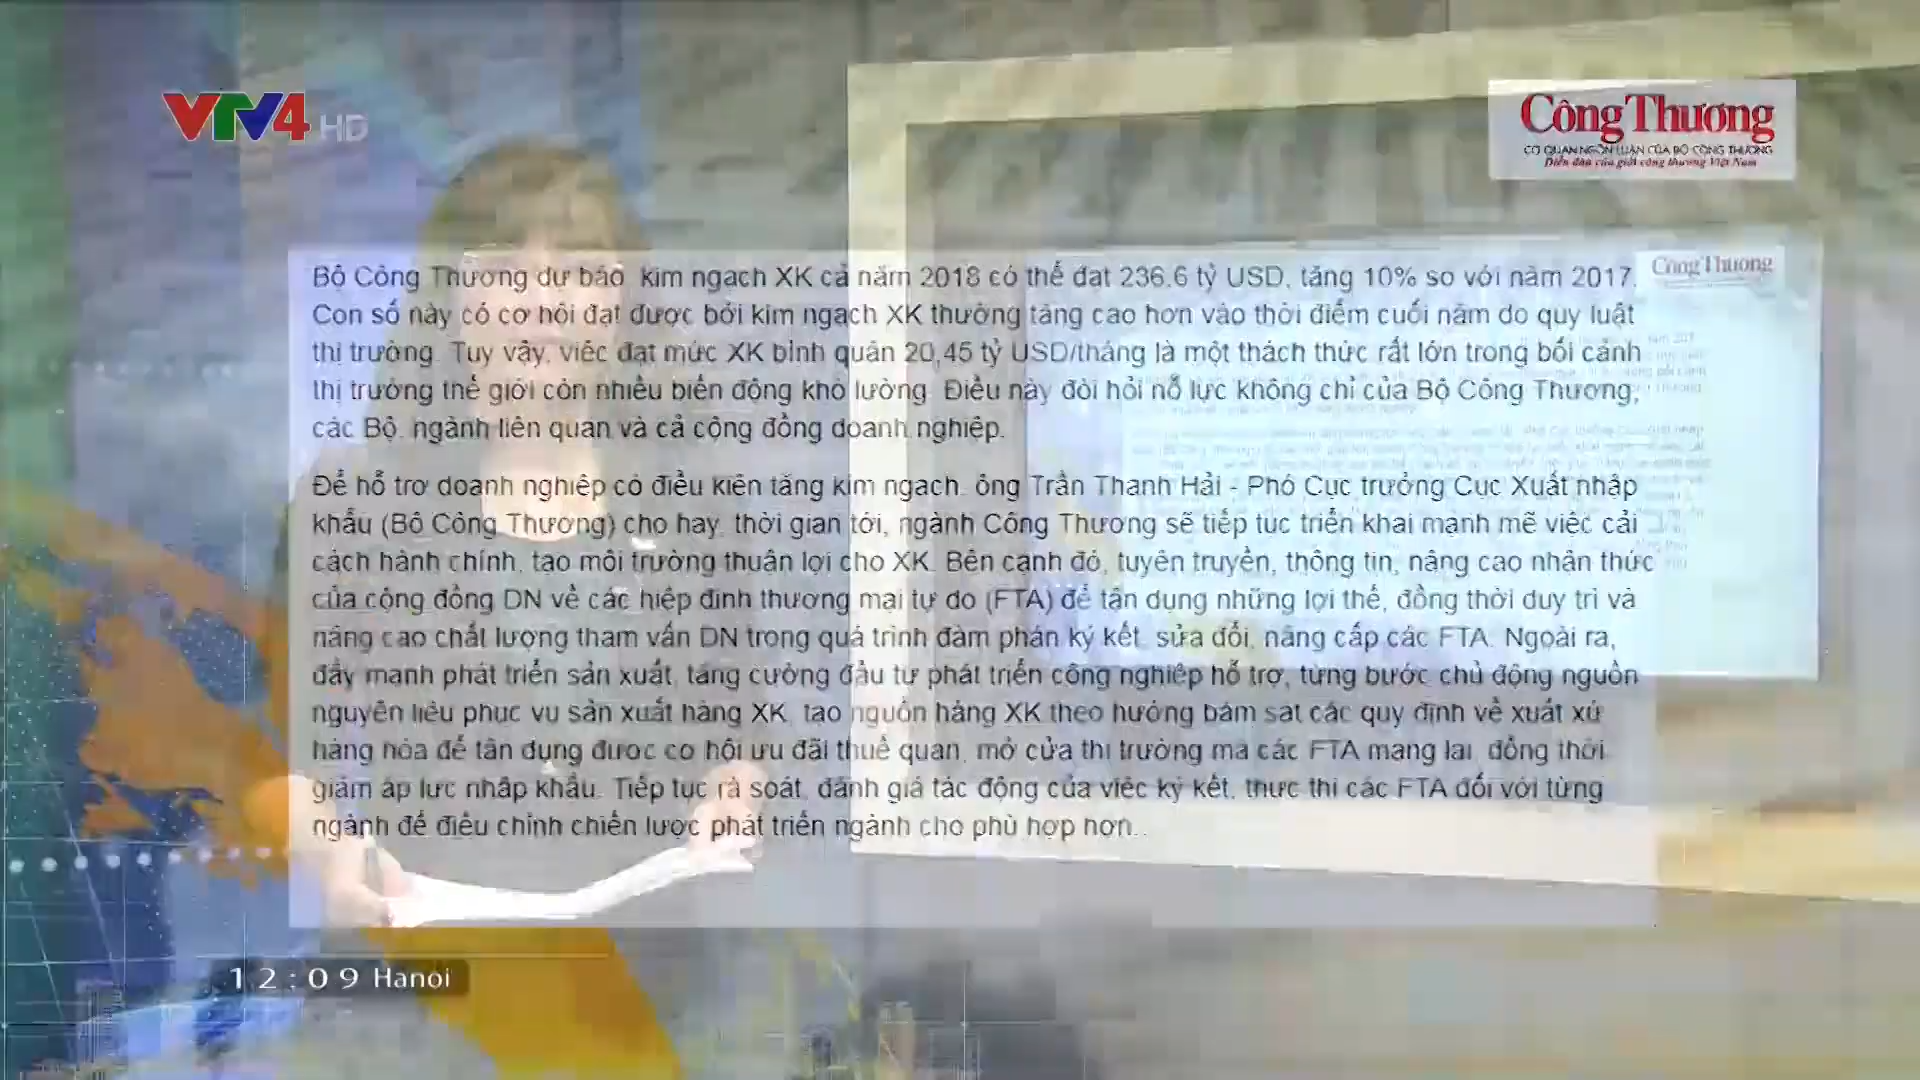 VTV4 HD
Công Thương
CƠ QUAN NGÔN LUẬN CỦA BỘ CÔNG THƯƠNG
Diễn đàn của giới công thương Việt Nam
Công Thương
Bộ Công Thương dự báo kim ngạch XK cả năm 2018 có thể đạt 236,6 tỷ USD, tăng 10% so với năm 2017.
Con số này có cơ hội đạt được bởi kim ngạch XK thường tăng cao hơn vào thời điểm cuối năm do quy luật
thị trường. Tuy vậy, việc đạt mức XK bình quân 20,45 tỷ USD/tháng là một thách thức rất lớn trong bối cảnh
thị trường thế giới còn nhiều biến động khó lường. Điều này đòi hỏi nỗ lực không chỉ của Bộ Công Thương,
các Bộ, ngành liên quan và cả cộng đồng doanh nghiệp.
Để hỗ trợ doanh nghiệp có điều kiện tăng kim ngạch, ông Trần Thanh Hải - Phó Cục trưởng Cục Xuất nhập
khẩu (Bộ Công Thương) cho hay, thời gian tới, ngành Công Thương sẽ tiếp tục triển khai mạnh mẽ việc cải
cách hành chính, tạo môi trường thuận lợi cho XK. Bên cạnh đó, tuyên truyền, thông tin, nâng cao nhận thức
của cộng đồng DN về các hiệp định thương mại tự do (FTA) để tận dụng những lợi thế, đồng thời duy trì và
nâng cao chất lượng tham vấn DN trong quá trình đàm phán ký kết, sửa đổi, nâng cấp các FTA. Ngoài ra,
đẩy mạnh phát triển sản xuất, tăng cường đầu tư phát triển công nghiệp hỗ trợ, từng bước chủ động nguồn
nguyên liệu phục vụ sản xuất hàng XK, tạo nguồn hàng XK theo hướng bám sát các quy định về xuất xứ
hàng hóa để tận dụng được cơ hội ưu đãi thuế quan, mở cửa thị trường mà các FTA mang lại, đồng thời
giảm áp lực nhập khẩu. Tiếp tục rà soát, đánh giá tác động của việc ký kết, thực thi các FTA đối với từng
ngành để điều chỉnh chiến lược phát triển ngành cho phù hợp hơn..
12:09 Hanoi